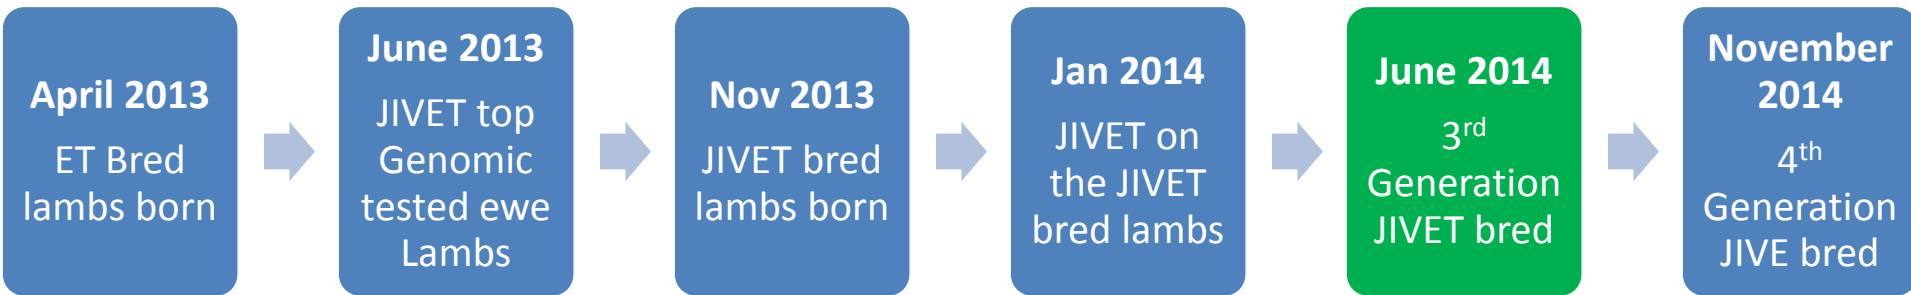 April 2013
ET Bred
lambs born
June 2013
JIVET top
Genomic
tested ewe
Lambs
Nov 2013
JIVET bred
lambs born
Jan 2014
JIVET on
the JIVET
bred lambs
June 2014
3rd
Generation
JIVET bred
November
2014
4th
Generation
JIVE bred